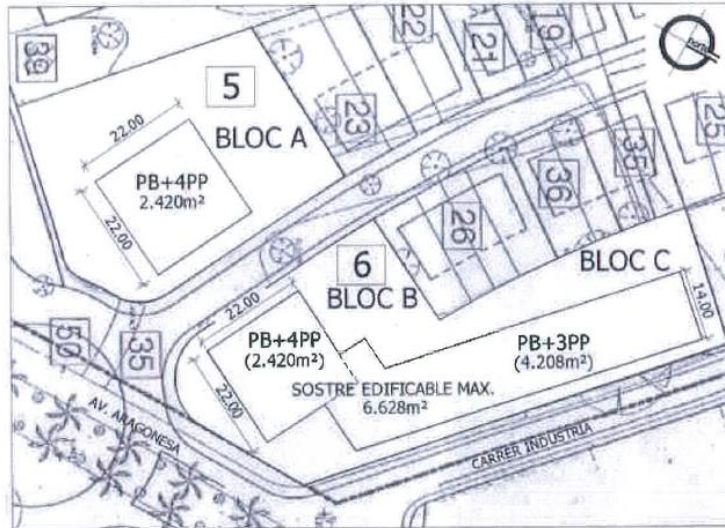 39
22
21
19
norte
5
23
25
BLOC A
35
22.00
36
PB+4PP
2.420m²
26
22.00
6
BLOC C
BLOC B
22.00
14.00
PB+4PP
(2.420m²)
PB+3PP
(4.208m²)
50
35
22.00
SOSTRE EDIFICABLE MAX.
6.628m²
AV. ARAGONESA
CARRER INDUSTRIA